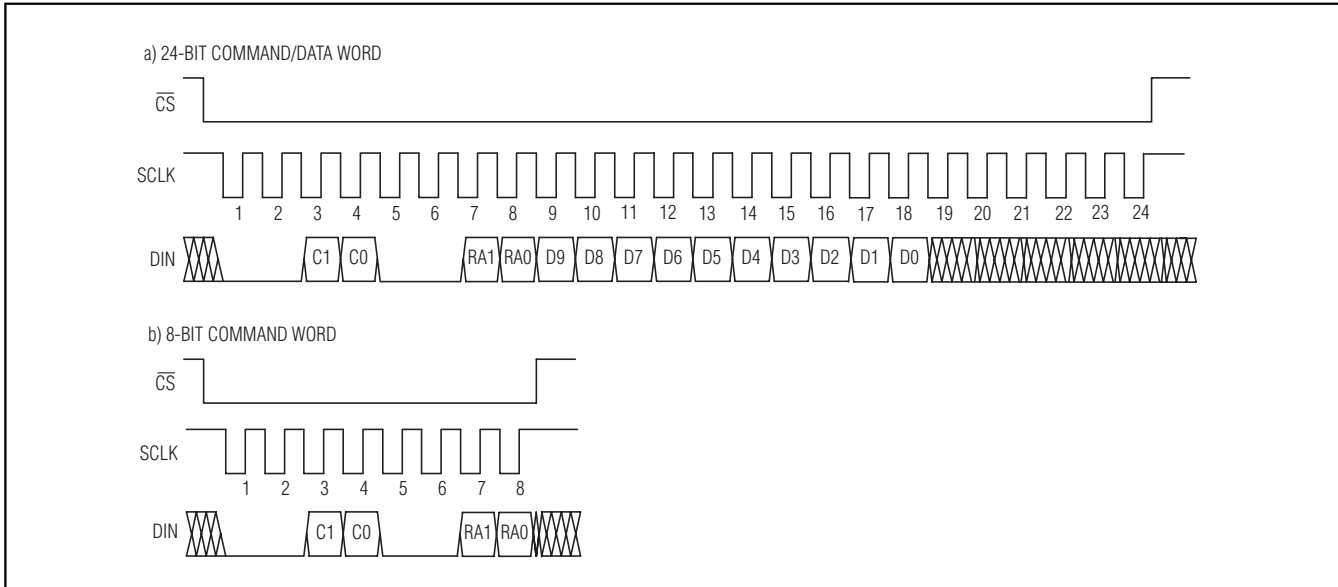 a) 24-BIT COMMAND/DATA WORD
C̅S̅
SCLK
1 2 3 4 5 6 7 8 9 10 11 12 13 14 15 16 17 18 19 20 21 22 23 24
DIN C1 C0 RA1 RA0 D9 D8 D7 D6 D5 D4 D3 D2 D1 D0
b) 8-BIT COMMAND WORD
C̅S̅
SCLK
1 2 3 4 5 6 7 8
DIN C1 C0 RA1 RA0